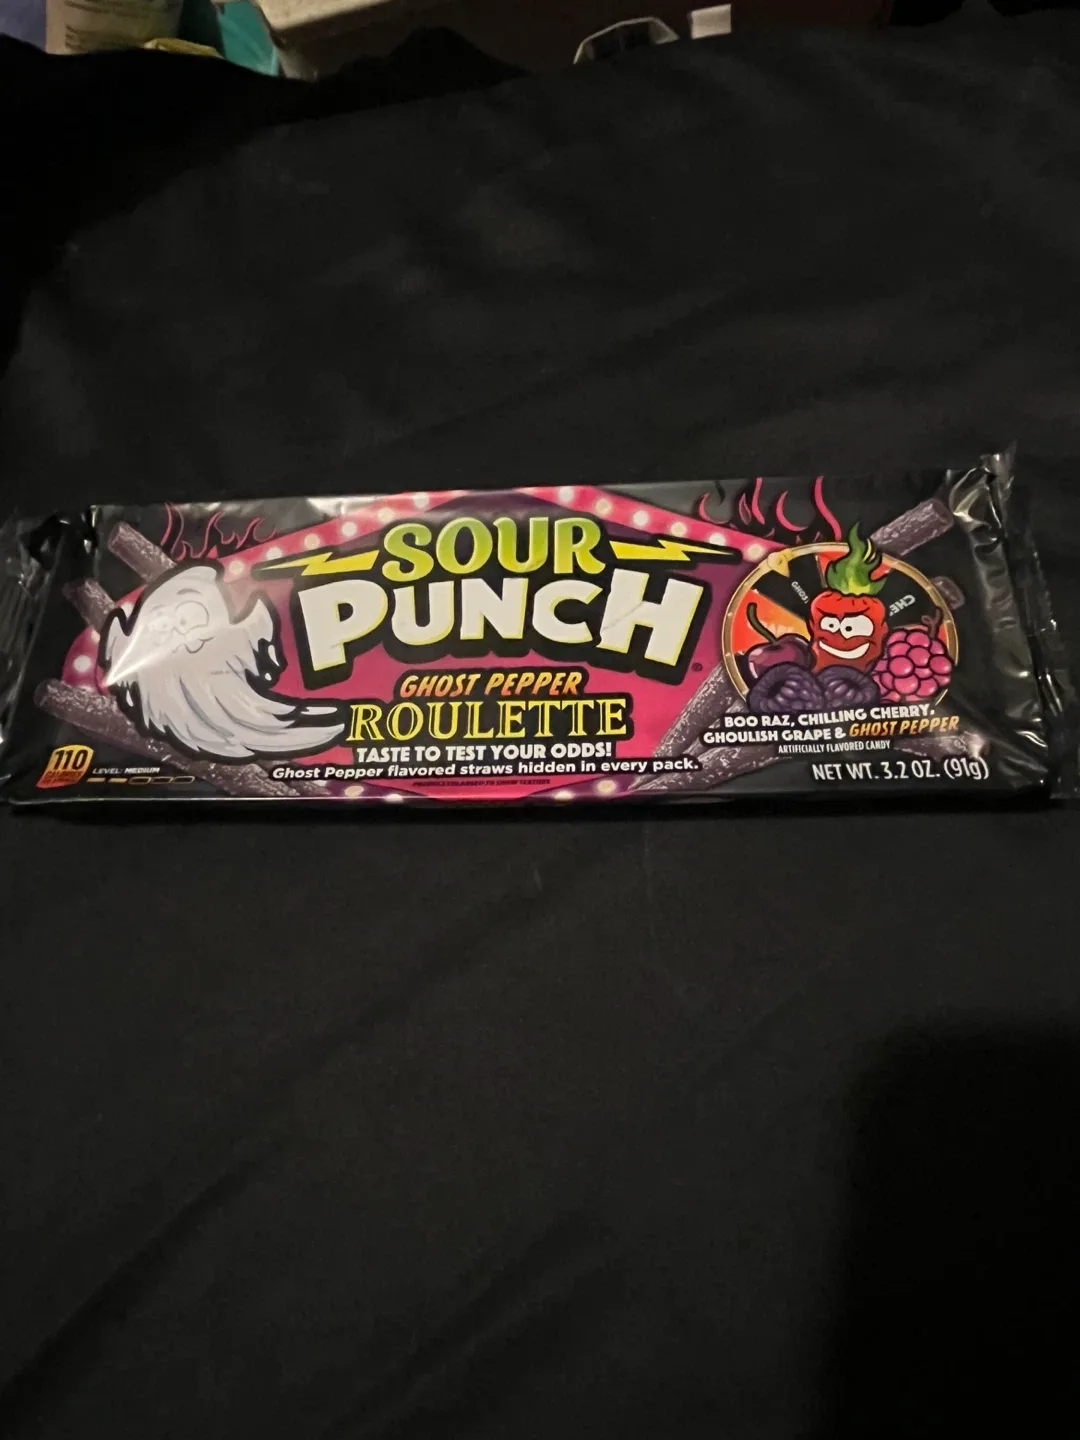 SOUR
PUNCH®
GHOST PEPPER
ROULETTE
TASTE TO TEST YOUR ODDS!
Ghost Pepper flavored straws hidden in every pack.
110
LEVEL: MEDIUM
BOO RAZ, CHILLING CHERRY,
GHOULISH GRAPE & GHOST PEPPER
ARTIFICIALLY FLAVORED CANDY
NET WT. 3.2 OZ. (91g)